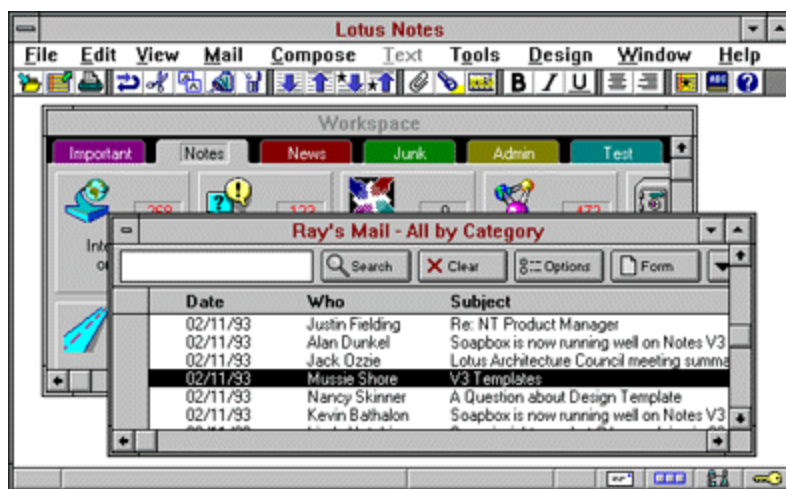 Lotus Notes
File Edit View Mail Compose Text Tools Design Window Help
B I U
Workspace
Important Notes News Junk Admin Test
268 123 0 472
Ray's Mail - All by Category
Search Clear Options Form
Date Who Subject
02/11/93 Justin Fielding Re: NT Product Manager
02/11/93 Alan Dunkel Soapbox is now running well on Notes V3
02/11/93 Jack Ozzie Lotus Architecture Council meeting summa
02/11/93 Mussie Shore V3 Templates
02/11/93 Nancy Skinner A Question about Design Template
02/11/93 Kevin Bathalon Soapbox is now running well on Notes V3